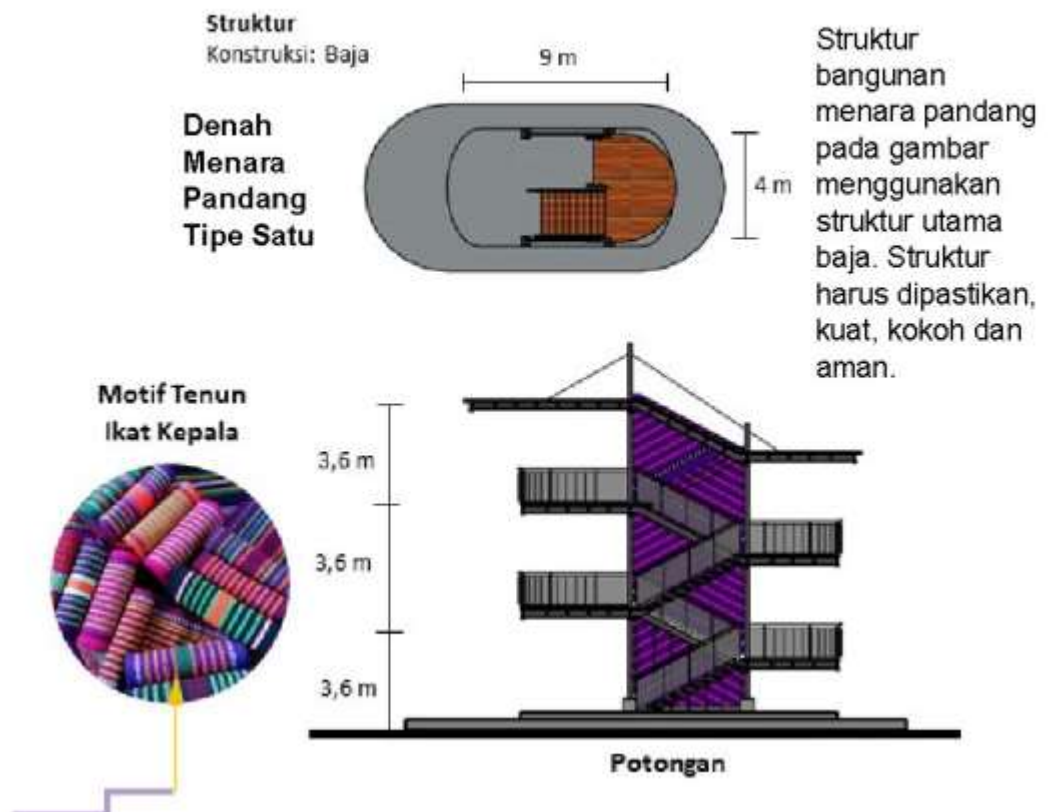 Struktur
Konstruksi: Baja
9 m
Denah
Menara
Pandang
Tipe Satu
4 m
Struktur
bangunan
menara pandang
pada gambar
menggunakan
struktur utama
baja. Struktur
harus dipastikan,
kuat, kokoh dan
aman.
Motif Tenun
Ikat Kepala
3,6 m
3,6 m
3,6 m
Potongan